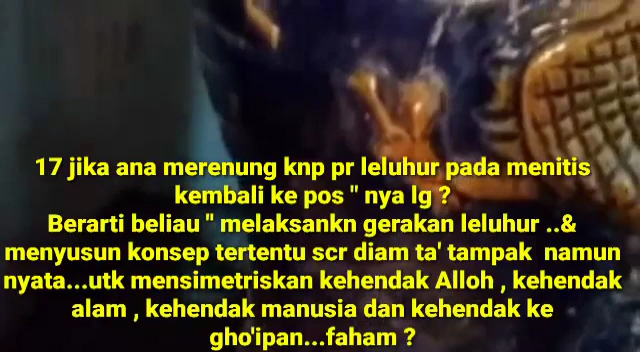 17 jika ana merenung knp pr leluhur pada menitis
kembali ke pos " nya lg ?
Berarti beliau " melaksankn gerakan leluhur ..&
menyusun konsep tertentu scr diam ta' tampak namun
nyata...utk mensimetriskan kehendak Alloh , kehendak
alam , kehendak manusia dan kehendak ke
gho'ipan...faham ?